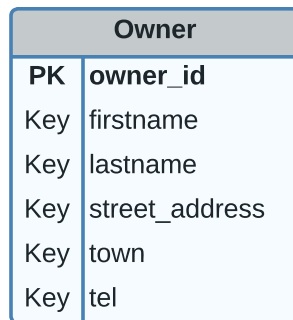 Owner
PK owner_id
Key firstname
Key lastname
Key street_address
Key town
Key tel